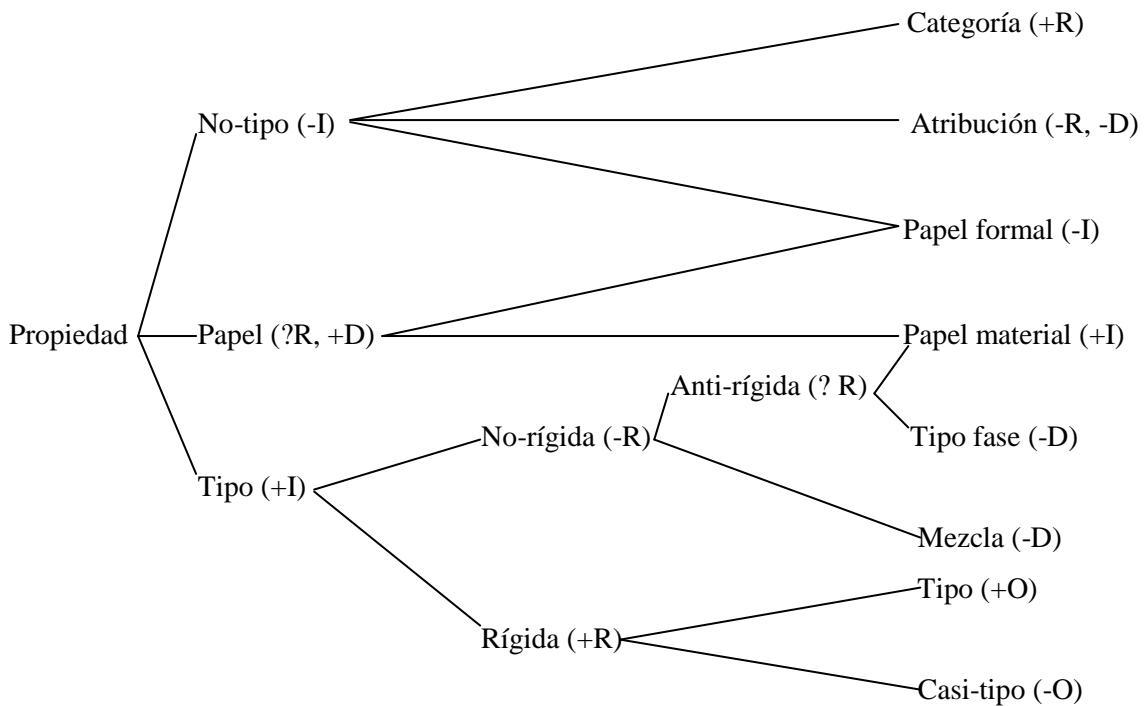 Categoría (+R)
No-tipo (-I)
Atribución (-R, -D)
Papel formal (-I)
Propiedad
Papel (?R, +D)
Papel material (+I)
Anti-rígida (? R)
No-rígida (-R)
Tipo fase (-D)
Tipo (+I)
Mezcla (-D)
Tipo (+O)
Rígida (+R)
Casi-tipo (-O)